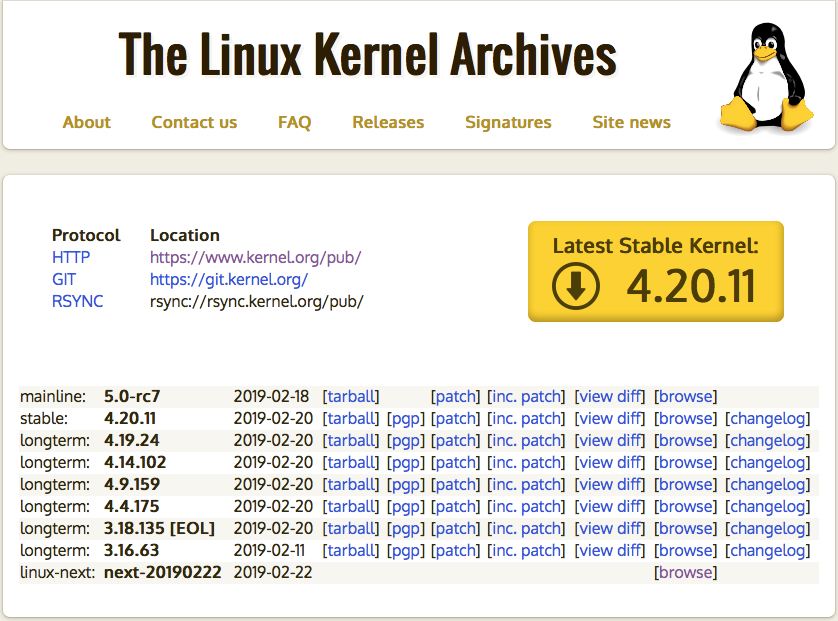 The Linux Kernel Archives
About Contact us FAQ Releases Signatures Site news
Protocol Location
HTTP https://www.kernel.org/pub/
GIT https://git.kernel.org/
RSYNC rsync://rsync.kernel.org/pub/
Latest Stable Kernel:
4.20.11
mainline: 5.0-rc7 2019-02-18 [tarball] [patch] [inc. patch] [view diff] [browse]
stable: 4.20.11 2019-02-20 [tarball] [pgp] [patch] [inc. patch] [view diff] [browse] [changelog]
longterm: 4.19.24 2019-02-20 [tarball] [pgp] [patch] [inc. patch] [view diff] [browse] [changelog]
longterm: 4.14.102 2019-02-20 [tarball] [pgp] [patch] [inc. patch] [view diff] [browse] [changelog]
longterm: 4.9.159 2019-02-20 [tarball] [pgp] [patch] [inc. patch] [view diff] [browse] [changelog]
longterm: 4.4.175 2019-02-20 [tarball] [pgp] [patch] [inc. patch] [view diff] [browse] [changelog]
longterm: 3.18.135 [EOL] 2019-02-20 [tarball] [pgp] [patch] [inc. patch] [view diff] [browse] [changelog]
longterm: 3.16.63 2019-02-11 [tarball] [pgp] [patch] [inc. patch] [view diff] [browse] [changelog]
linux-next: next-20190222 2019-02-22 [browse]